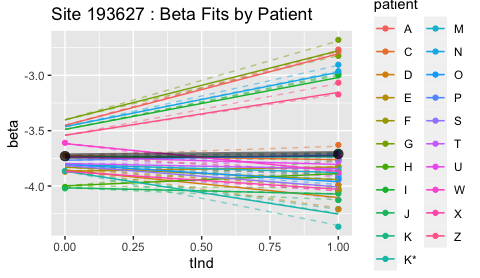 Site 193627 : Beta Fits by Patient
beta
-3.0
-3.5
-4.0
0.00 0.25 0.50 0.75 1.00
tInd
patient
A M
C N
D O
E P
F S
G T
H U
I W
J X
K Z
K*